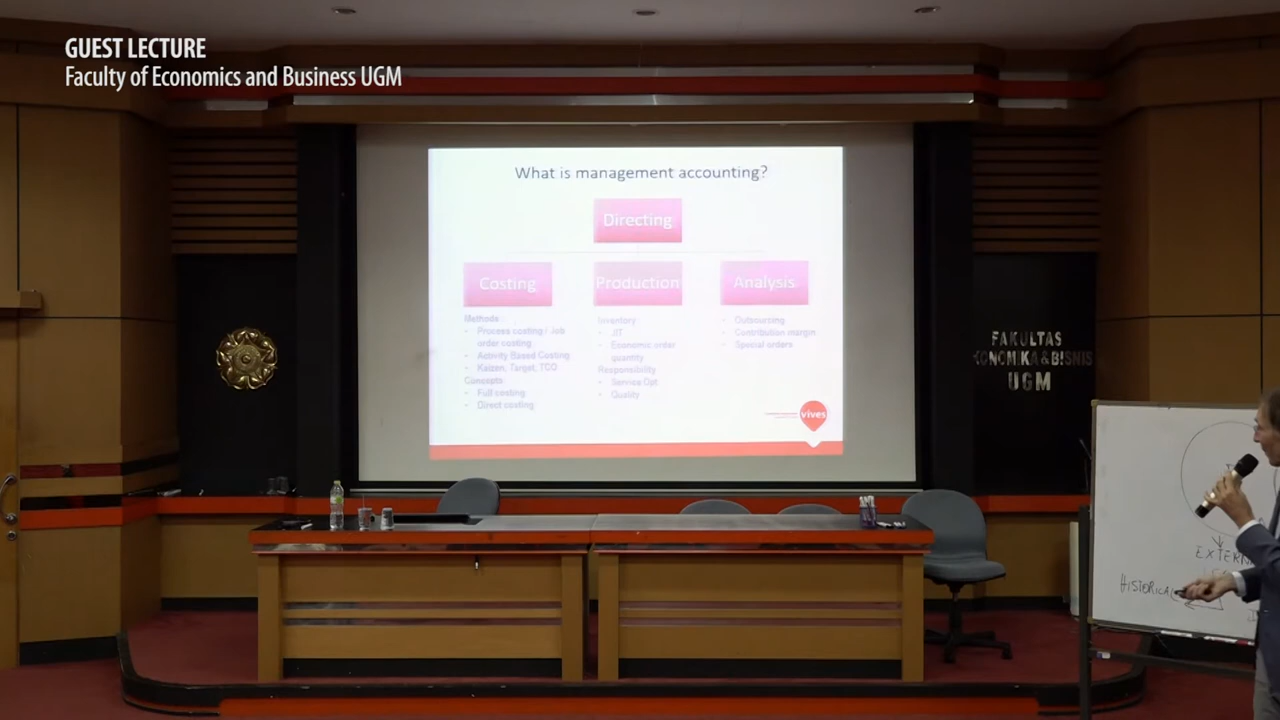 GUEST LECTURE
Faculty of Economics and Business UGM
What is management accounting?
Directing
Costing
Methods
• Process costing / Job
order costing
• Activity Based Costing
• Kaizen, Target, TCO
Concepts
• Full costing
• Direct costing
Production
Inventory
• JIT
• Economic order
quantity
Responsibility
• Service Dpt
• Quality
Analysis
• Outsourcing
• Contribution margin
• Special orders
vives
FAKULTAS
KONOMIKA & BISNIS
UGM
EXTERN
HISTORICAL